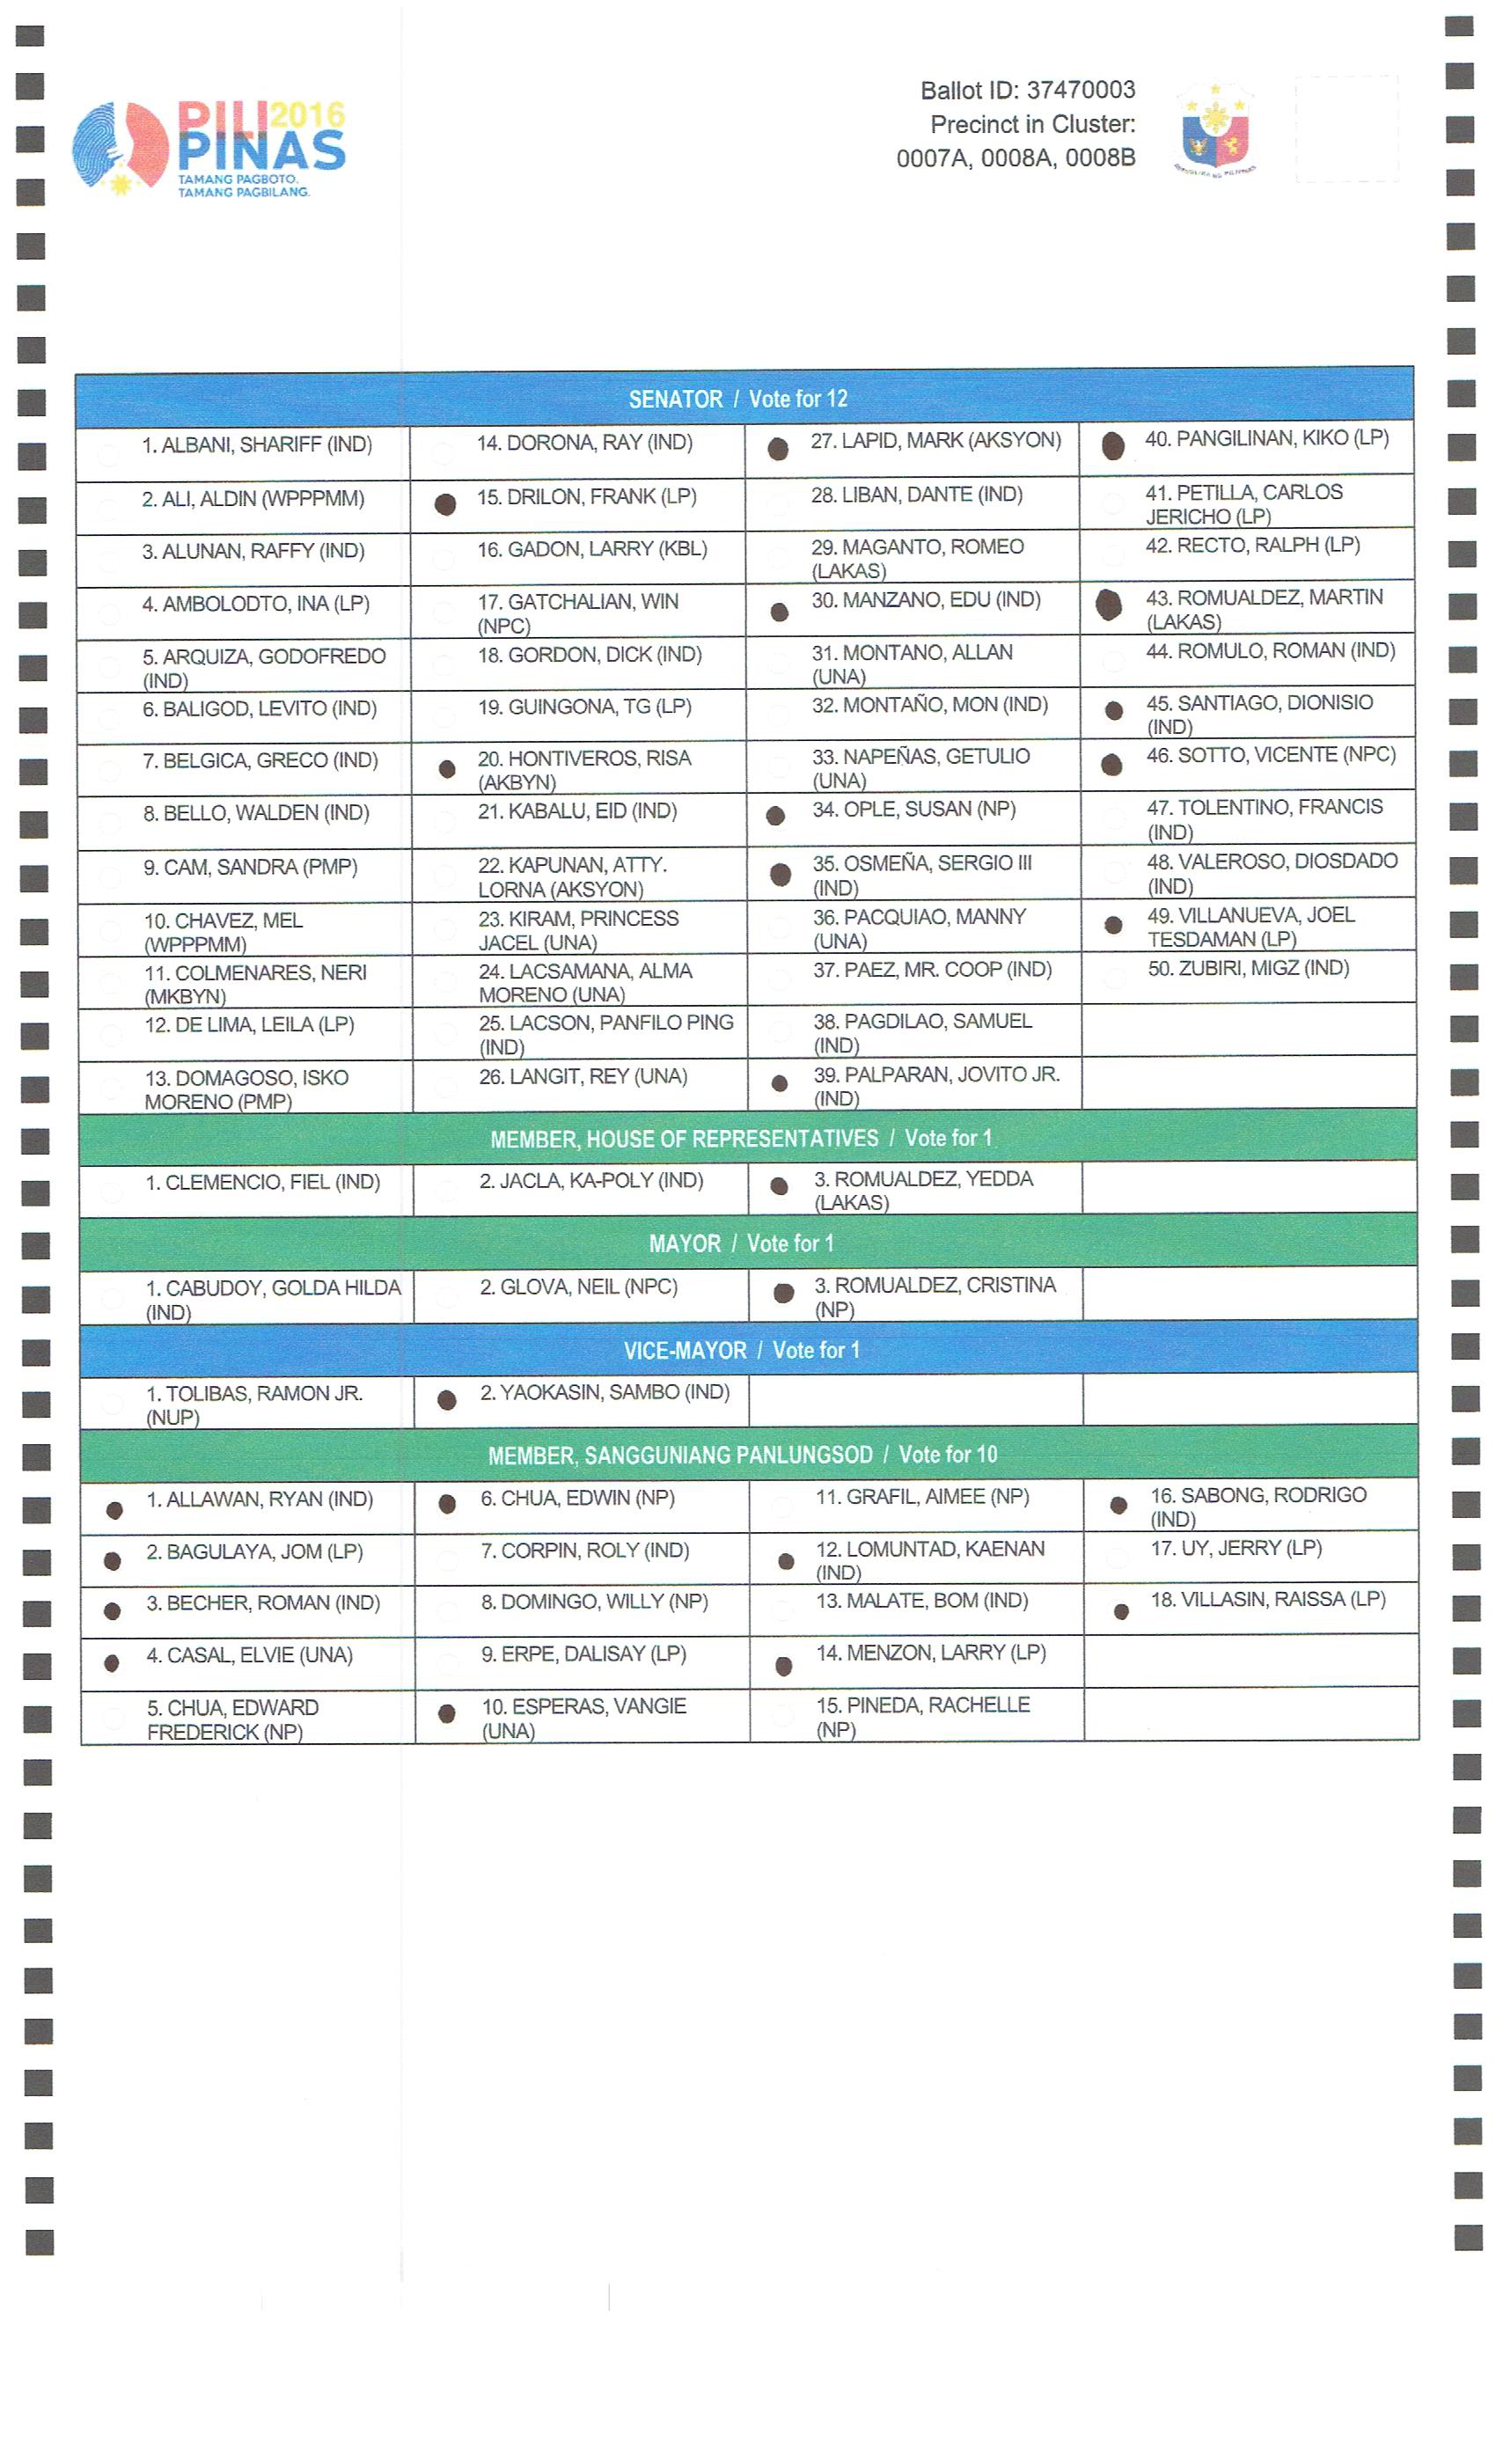 PILI 2016
PINAS
TAMANG PAGBOTO.
TAMANG PAGBILANG.
Ballot ID: 37470003
Precinct in Cluster:
0007A, 0008A, 0008B
REPUBLIKA NG PILIPINAS
SENATOR / Vote for 12
1. ALBANI, SHARIFF (IND)
14. DORONA, RAY (IND)
27. LAPID, MARK (AKSYON)
40. PANGILINAN, KIKO (LP)
2. ALI, ALDIN (WPPPMM)
15. DRILON, FRANK (LP)
28. LIBAN, DANTE (IND)
41. PETILLA, CARLOS
JERICHO (LP)
3. ALUNAN, RAFFY (IND)
16. GADON, LARRY (KBL)
29. MAGANTO, ROMEO
(LAKAS)
42. RECTO, RALPH (LP)
4. AMBOLODTO, INA (LP)
17. GATCHALIAN, WIN
(NPC)
30. MANZANO, EDU (IND)
43. ROMUALDEZ, MARTIN
(LAKAS)
5. ARQUIZA, GODOFREDO
(IND)
18. GORDON, DICK (IND)
31. MONTANO, ALLAN
(UNA)
44. ROMULO, ROMAN (IND)
6. BALIGOD, LEVITO (IND)
19. GUINGONA, TG (LP)
32. MONTAÑO, MON (IND)
45. SANTIAGO, DIONISIO
(IND)
7. BELGICA, GRECO (IND)
20. HONTIVEROS, RISA
(AKBYN)
33. NAPEÑAS, GETULIO
(UNA)
46. SOTTO, VICENTE (NPC)
8. BELLO, WALDEN (IND)
21. KABALU, EID (IND)
34. OPLE, SUSAN (NP)
47. TOLENTINO, FRANCIS
(IND)
9. CAM, SANDRA (PMP)
22. KAPUNAN, ATTY.
LORNA (AKSYON)
35. OSMEÑA, SERGIO III
(IND)
48. VALEROSO, DIOSDADO
(IND)
10. CHAVEZ, MEL
(WPPPMM)
23. KIRAM, PRINCESS
JACEL (UNA)
36. PACQUIAO, MANNY
(UNA)
49. VILLANUEVA, JOEL
TESDAMAN (LP)
11. COLMENARES, NERI
(MKBYN)
24. LACSAMANA, ALMA
MORENO (UNA)
37. PAEZ, MR. COOP (IND)
50. ZUBIRI, MIGZ (IND)
12. DE LIMA, LEILA (LP)
25. LACSON, PANFILO PING
(IND)
38. PAGDILAO, SAMUEL
(IND)
13. DOMAGOSO, ISKO
MORENO (PMP)
26. LANGIT, REY (UNA)
39. PALPARAN, JOVITO JR.
(IND)
MEMBER, HOUSE OF REPRESENTATIVES / Vote for 1
1. CLEMENCIO, FIEL (IND)
2. JACLA, KA-POLY (IND)
3. ROMUALDEZ, YEDDA
(LAKAS)
MAYOR / Vote for 1
1. CABUDOY, GOLDA HILDA
(IND)
2. GLOVA, NEIL (NPC)
3. ROMUALDEZ, CRISTINA
(NP)
VICE-MAYOR / Vote for 1
1. TOLIBAS, RAMON JR.
(NUP)
2. YAOKASIN, SAMBO (IND)
MEMBER, SANGGUNIANG PANLUNGSOD / Vote for 10
1. ALLAWAN, RYAN (IND)
6. CHUA, EDWIN (NP)
11. GRAFIL, AIMEE (NP)
16. SABONG, RODRIGO
(IND)
2. BAGULAYA, JOM (LP)
7. CORPIN, ROLY (IND)
12. LOMUNTAD, KAENAN
(IND)
17. UY, JERRY (LP)
3. BECHER, ROMAN (IND)
8. DOMINGO, WILLY (NP)
13. MALATE, BOM (IND)
18. VILLASIN, RAISSA (LP)
4. CASAL, ELVIE (UNA)
9. ERPE, DALISAY (LP)
14. MENZON, LARRY (LP)
5. CHUA, EDWARD
FREDERICK (NP)
10. ESPERAS, VANGIE
(UNA)
15. PINEDA, RACHELLE
(NP)